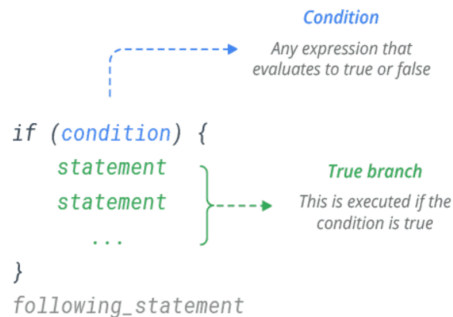 Condition
Any expression that
evaluates to true or false
if (condition) {
statement
statement
...
}
following_statement
True branch
This is executed if the
condition is true